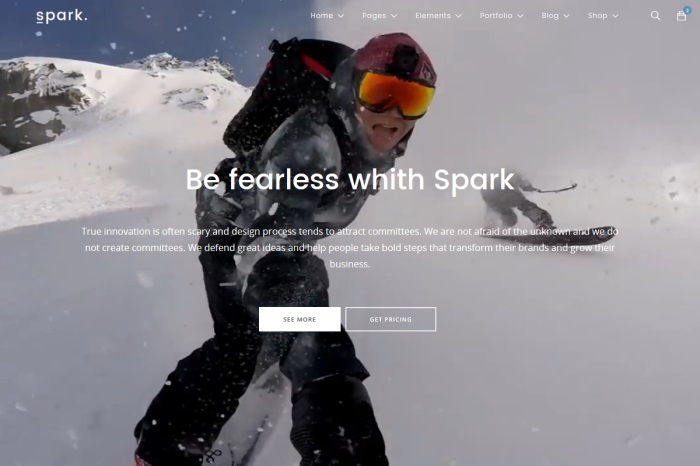 spark.
Home Pages Elements Portfolio Blog Shop
Be fearless whith Spark
True innovation is often scary and design process tends to attract committees. We are not afraid of the unknown and we do
not create committees. We defend great ideas and help people take bold steps that transform their brands and grow their
business.
SEE MORE GET PRICING